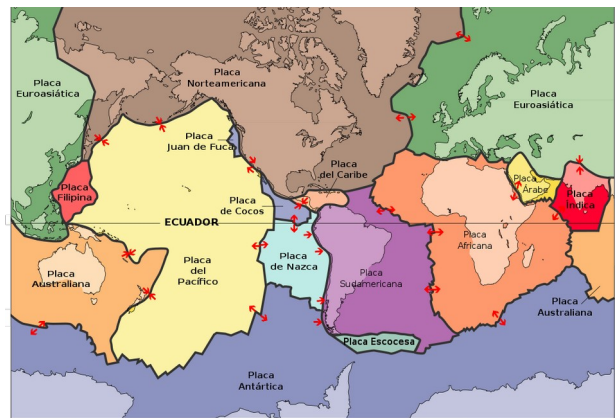 Placa
Euroasiática
Placa
Norteamericana
Placa
Euroasiática
Placa
Juan de Fuca
Placa
del Caribe
Placa
Filipina
Placa
de Cocos
Placa
Árabe
Placa
Índica
ECUADOR
Placa
Australiana
Placa
del
Pacífico
Placa
de Nazca
Placa
Sudamericana
Placa
Africana
Placa
Australiana
Placa Escocesa
Placa
Antártica